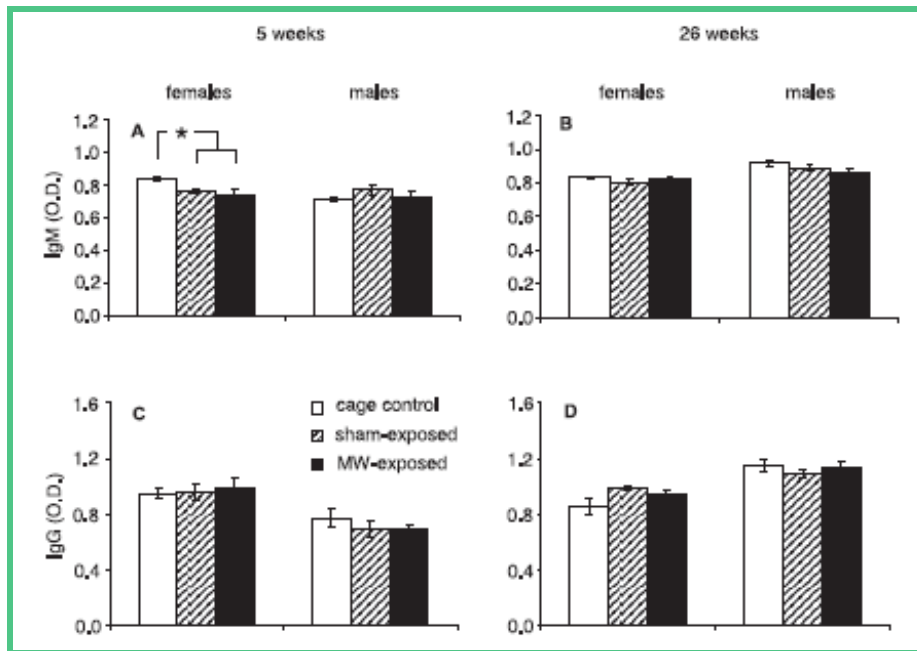 5 weeks 26 weeks
females males females males
A * B
IgM (O.D.)
1.2
1.0
0.8
0.6
0.4
0.2
0.0
1.2
1.0
0.8
0.6
0.4
0.2
0.0
C D
IgG (O.D.)
1.6
1.2
0.8
0.4
0.0
cage control
sham-exposed
MW-exposed
1.6
1.2
0.8
0.4
0.0